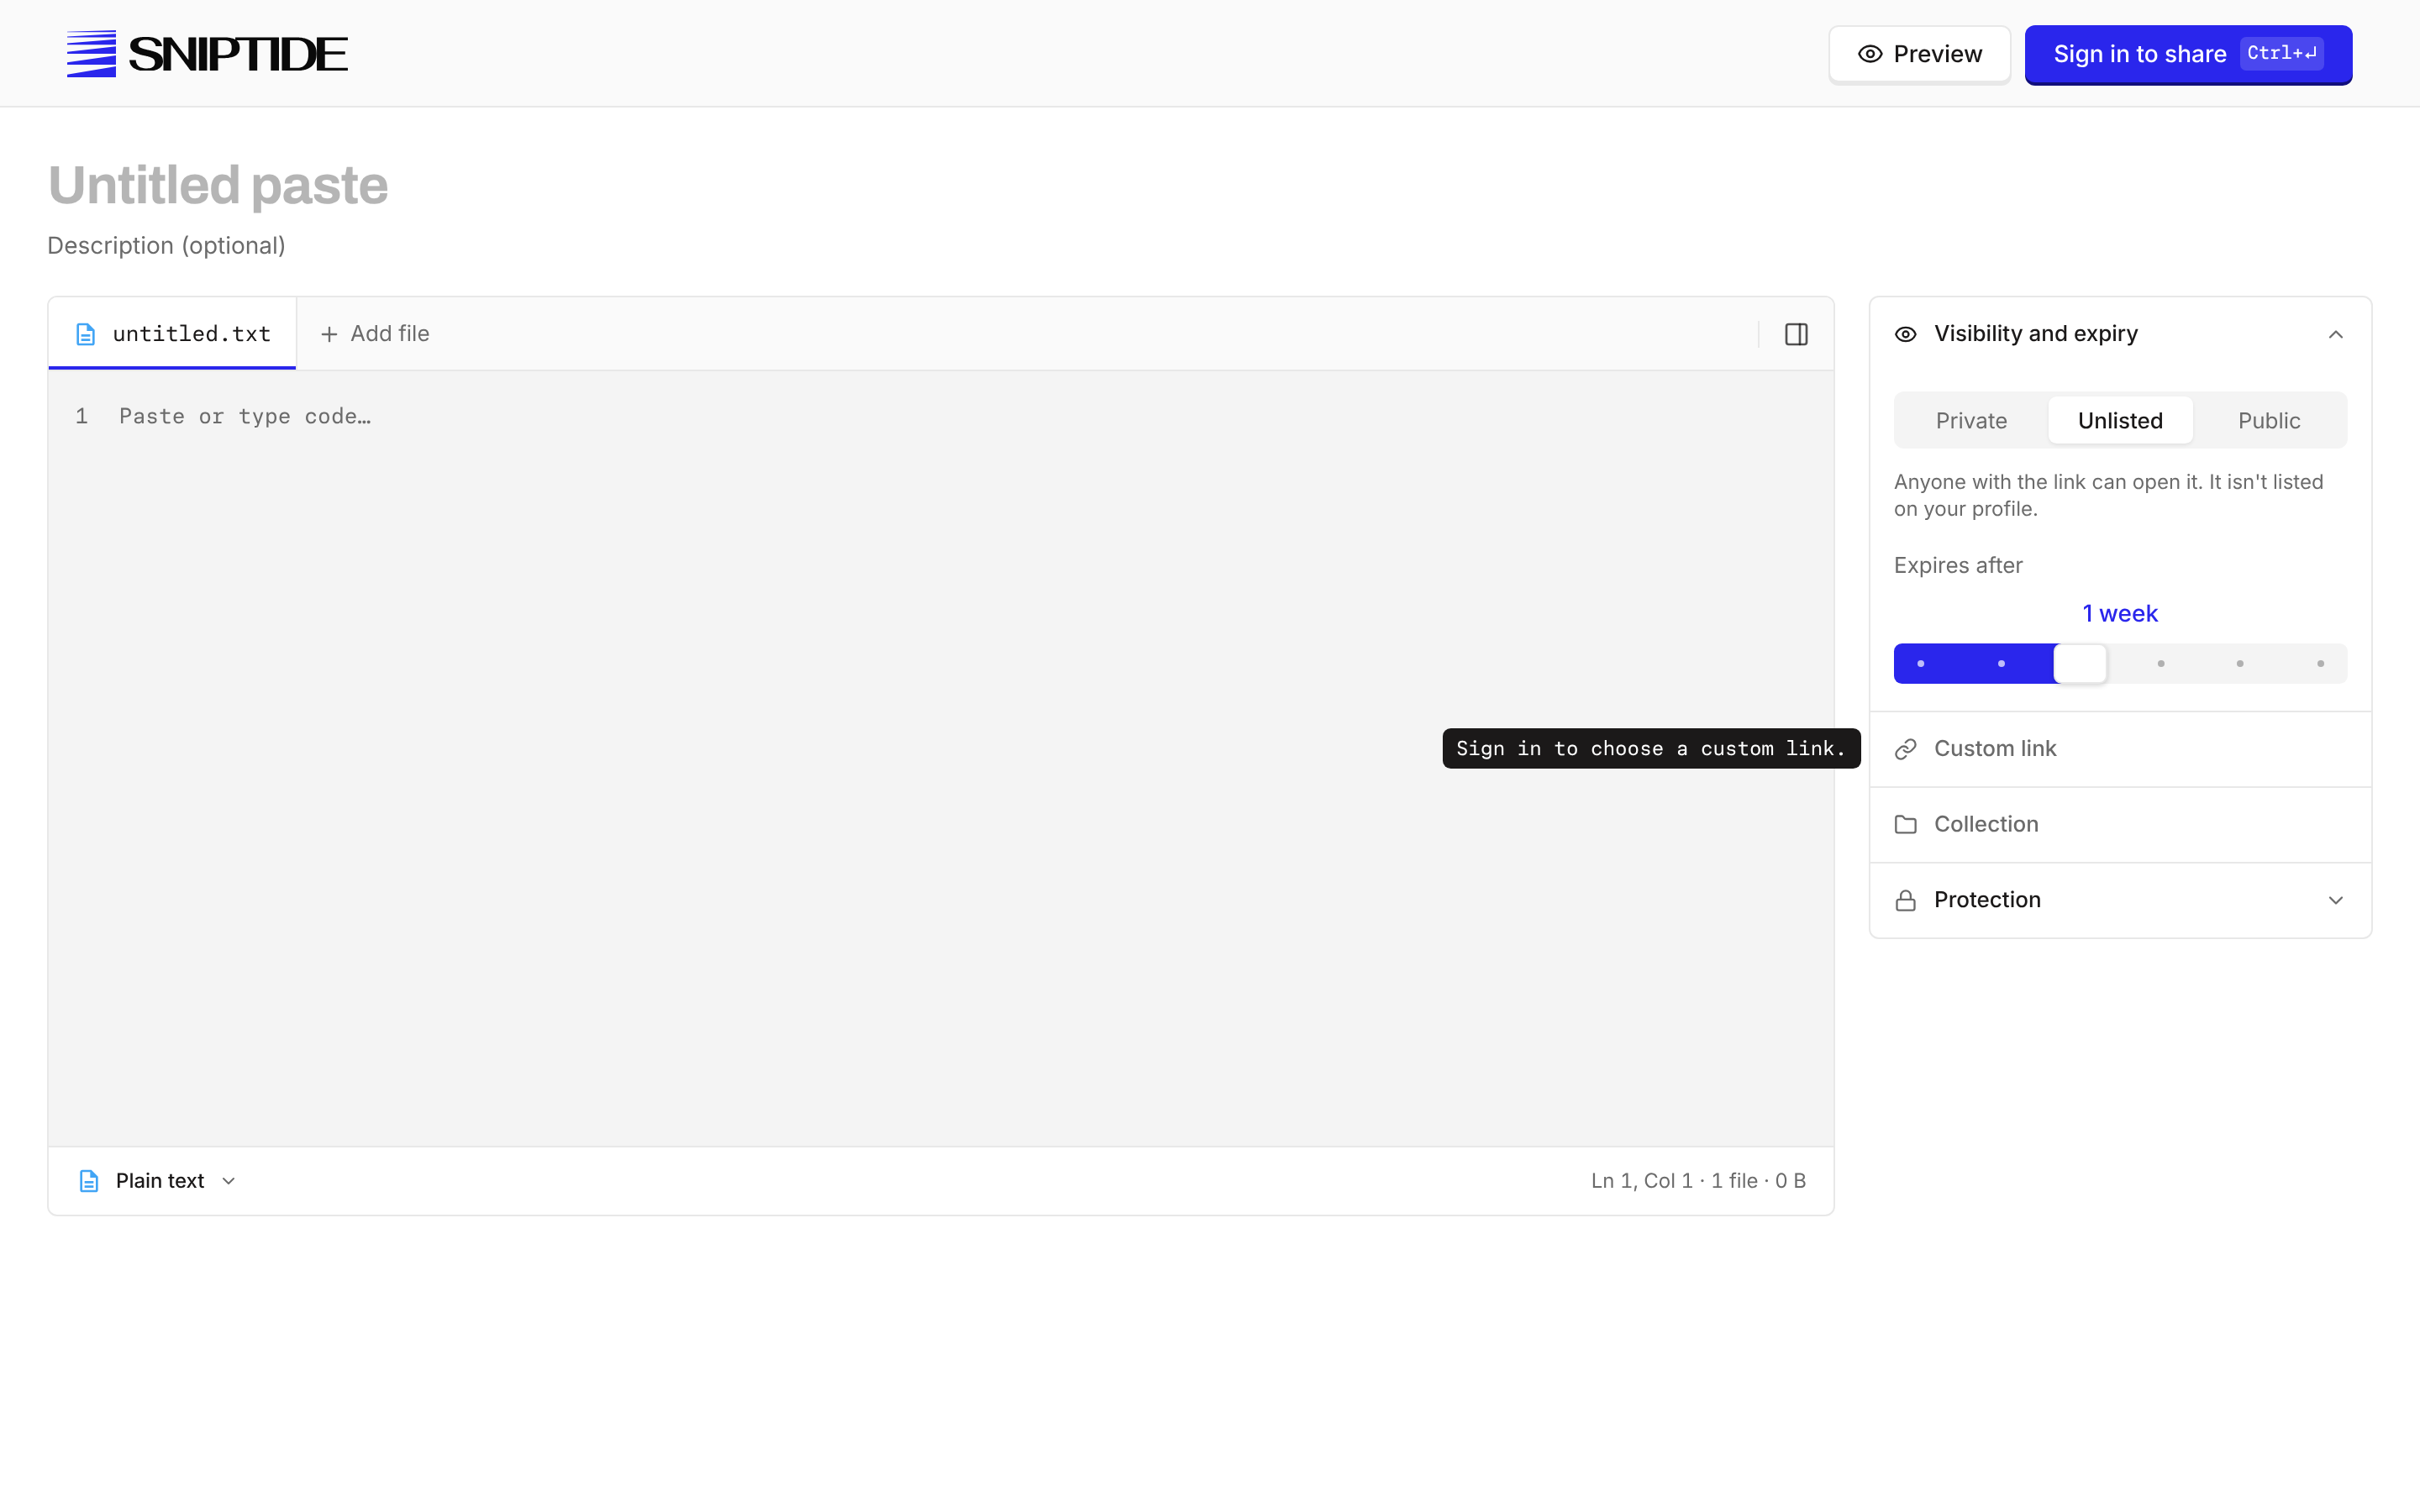 SNIPTIDE
Preview
Sign in to share Ctrl+↵
Untitled paste
Description (optional)
untitled.txt
+ Add file
1 Paste or type code…
Plain text
Ln 1, Col 1 · 1 file · 0 B
Visibility and expiry
Private Unlisted Public
Anyone with the link can open it. It isn't listed
on your profile.
Expires after
1 week
Sign in to choose a custom link.
Custom link
Collection
Protection